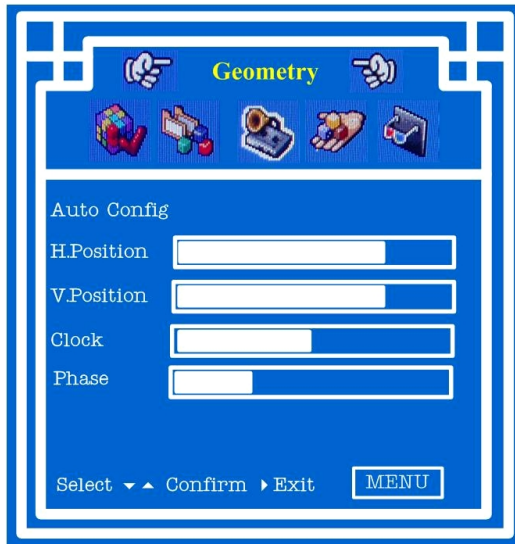 Geometry
Auto Config
H.Position
V.Position
Clock
Phase
Select ▾ ▴ Confirm ▸ Exit MENU